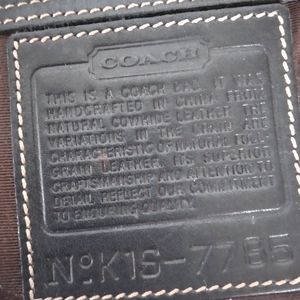 COACH
THIS IS A COACH BAG. IT WAS
HANDCRAFTED IN CHINA FROM
NATURAL COWHIDE LEATHER. THE
VARIATIONS IN THE GRAIN ARE
CHARACTERISTIC OF NATURAL FULL-
GRAIN LEATHER. ITS SUPERIOR
CRAFTSMANSHIP AND ATTENTION TO
DETAIL REFLECT OUR COMMITMENT
TO ENDURING QUALITY.
NºK1S-7785